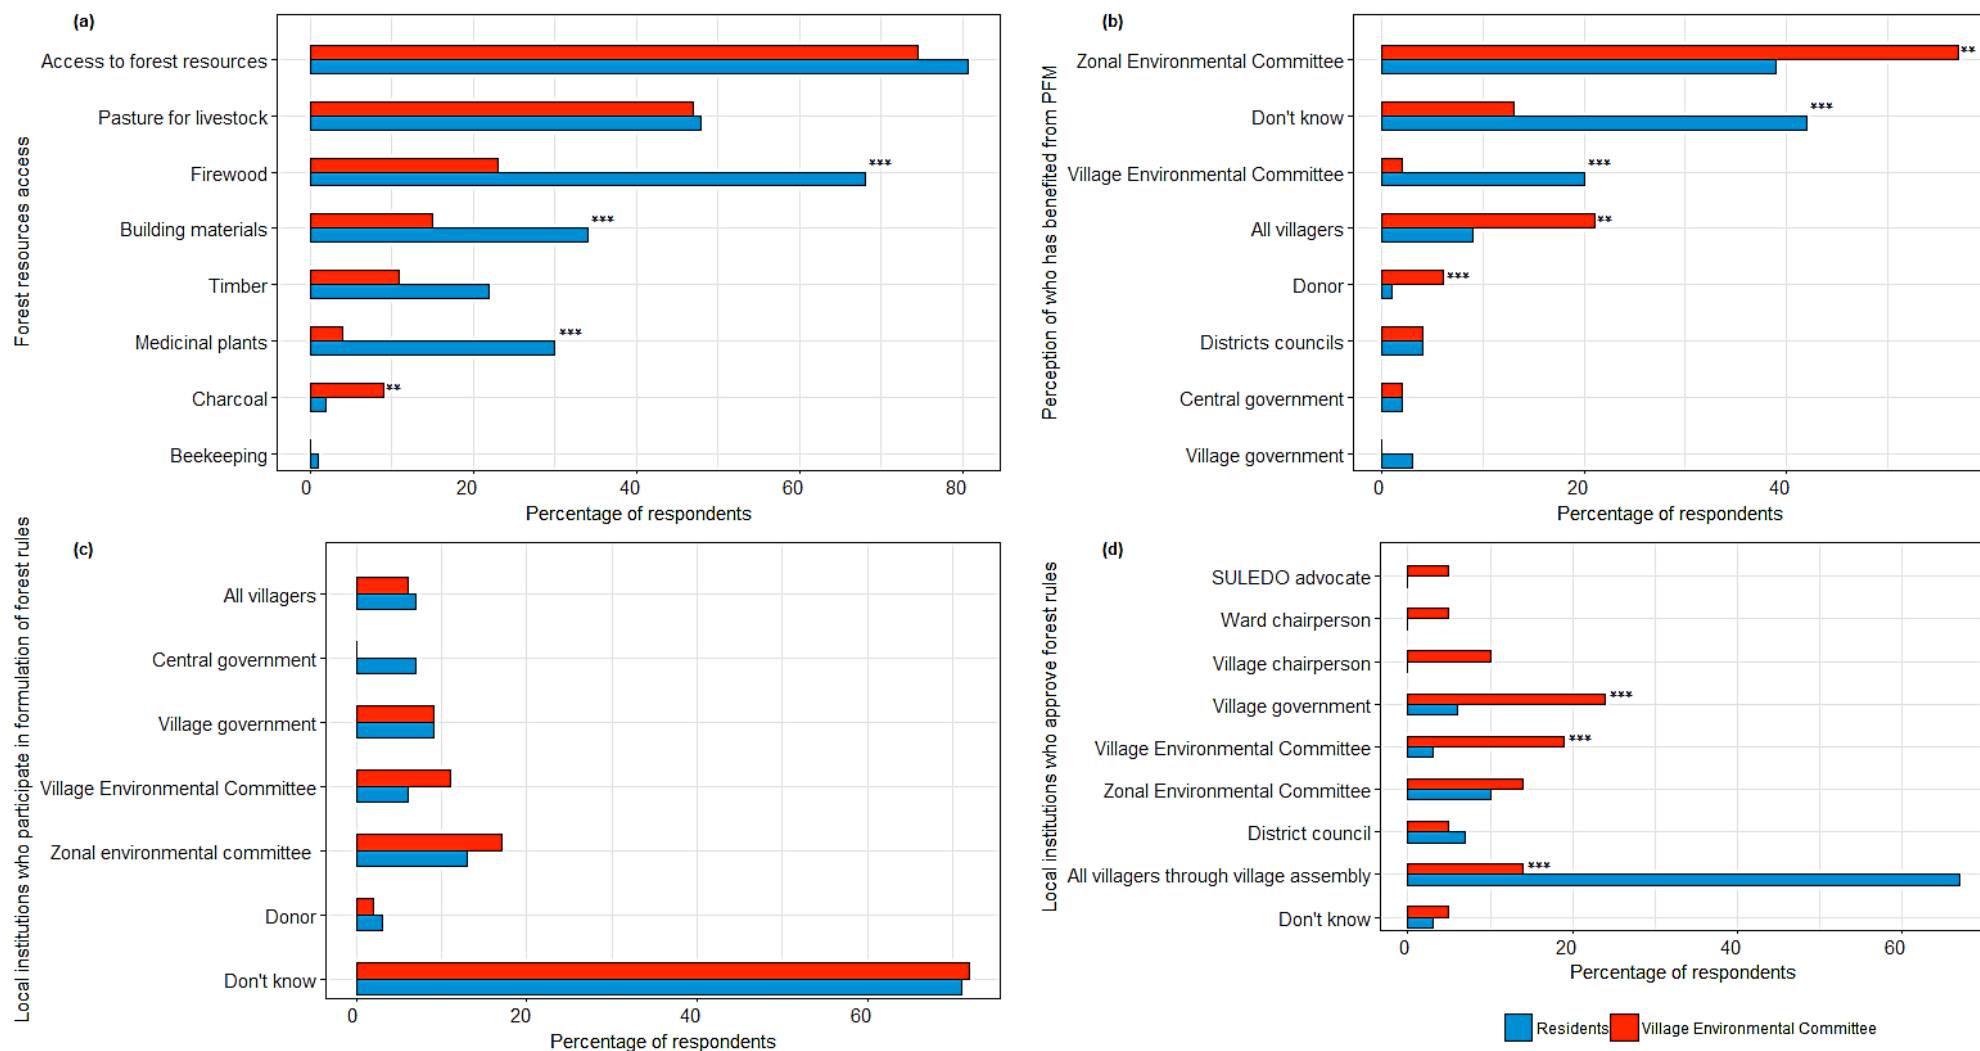 (a)
Forest resources access
Access to forest resources
Pasture for livestock
Firewood
***
Building materials
***
Timber
Medicinal plants
***
Charcoal
**
Beekeeping
0 20 40 60 80
Percentage of respondents
(b)
Perception of who has benefited from PFM
Zonal Environmental Committee
**
Don't know
***
Village Environmental Committee
***
All villagers
**
Donor
***
Districts councils
Central government
Village government
0 20 40
Percentage of respondents
(c)
Local institutions who participate in formulation of forest rules
All villagers
Central government
Village government
Village Environmental Committee
Zonal environmental committee
Donor
Don't know
0 20 40 60
Percentage of respondents
(d)
Local institutions who approve forest rules
SULEDO advocate
Ward chairperson
Village chairperson
Village government
***
Village Environmental Committee
***
Zonal Environmental Committee
District council
All villagers through village assembly
***
Don't know
0 20 40 60
Percentage of respondents
Residents Village Environmental Committee